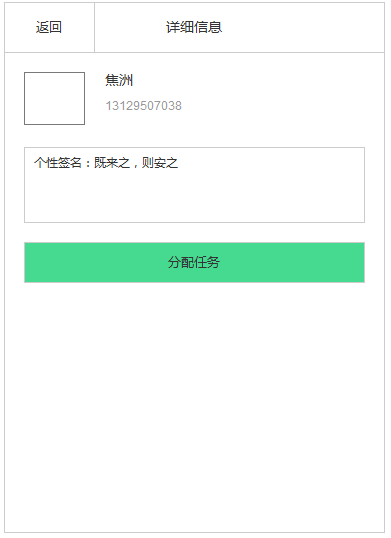 返回
详细信息
焦洲
13129507038
个性签名：既来之，则安之
分配任务